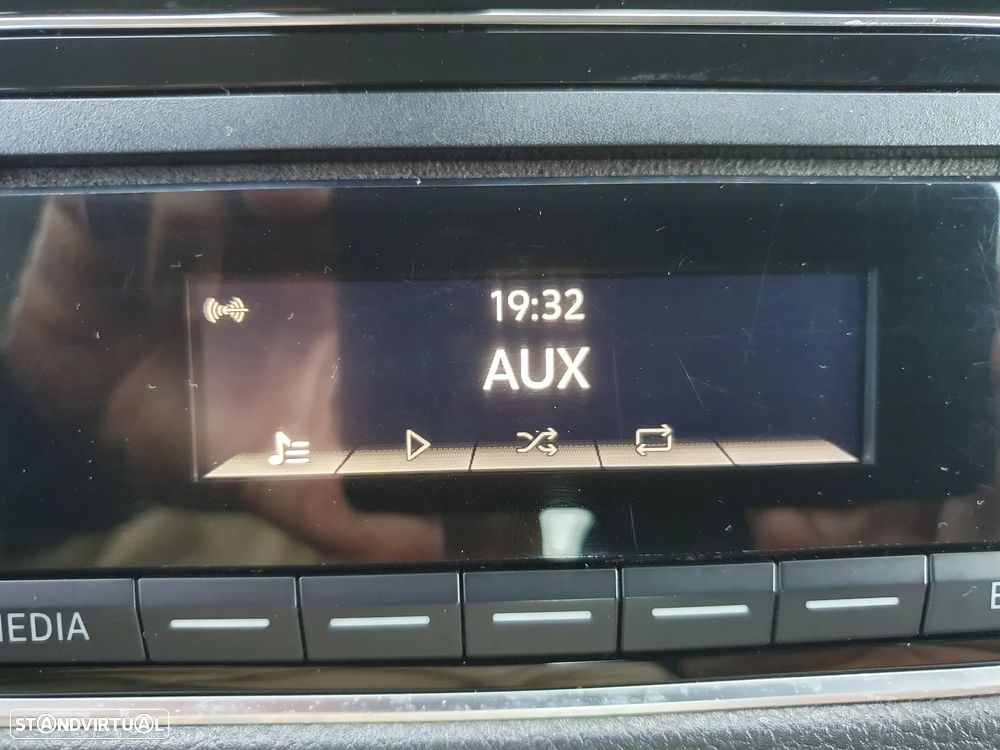 19:32
AUX
MEDIA
E
STANDVIRTUAL